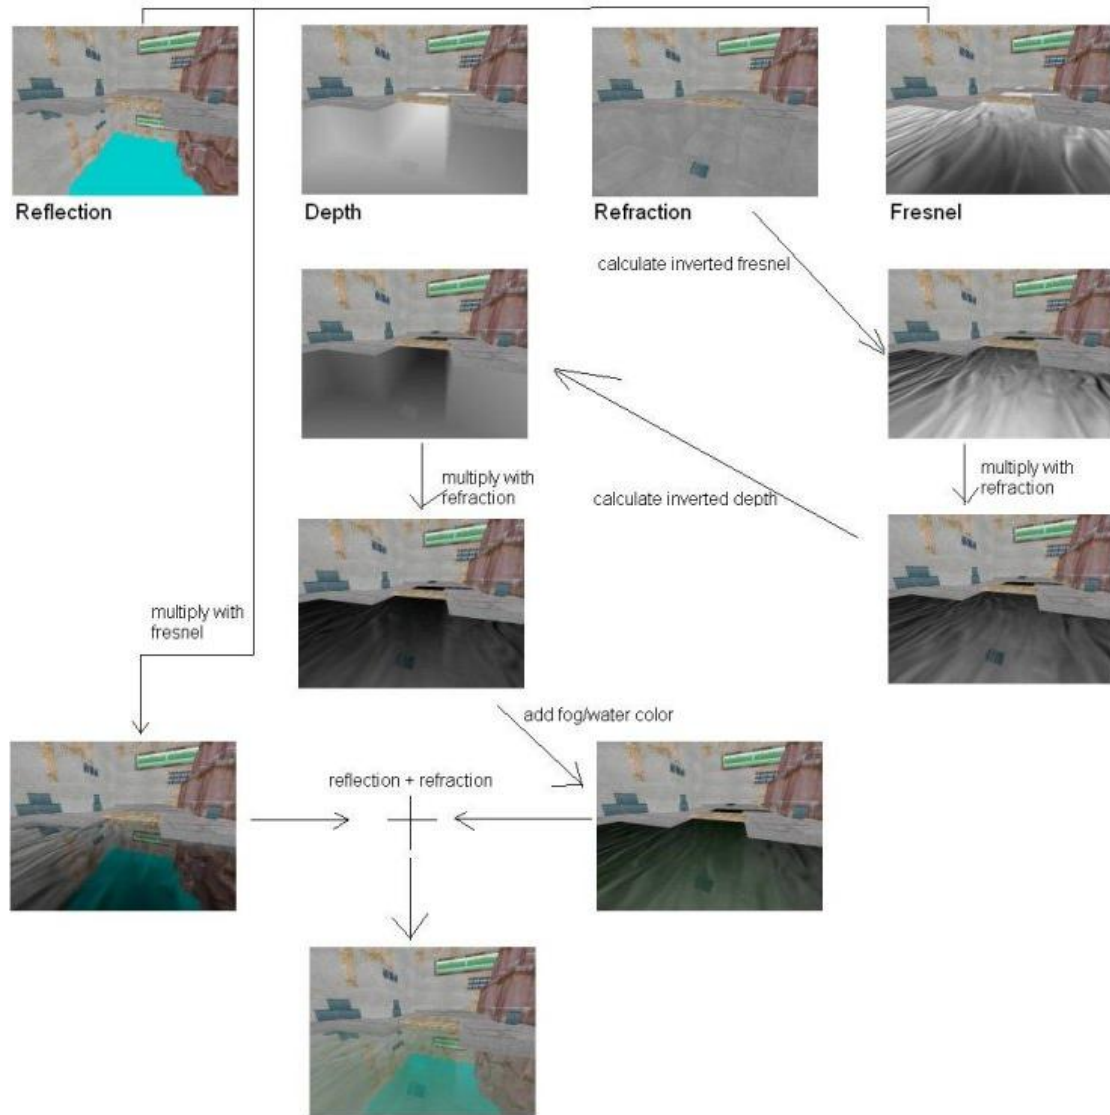 Reflection
Depth
Refraction
Fresnel
calculate inverted fresnel
multiply with
refraction
calculate inverted depth
multiply with
refraction
multiply with
fresnel
add fog/water color
reflection + refraction